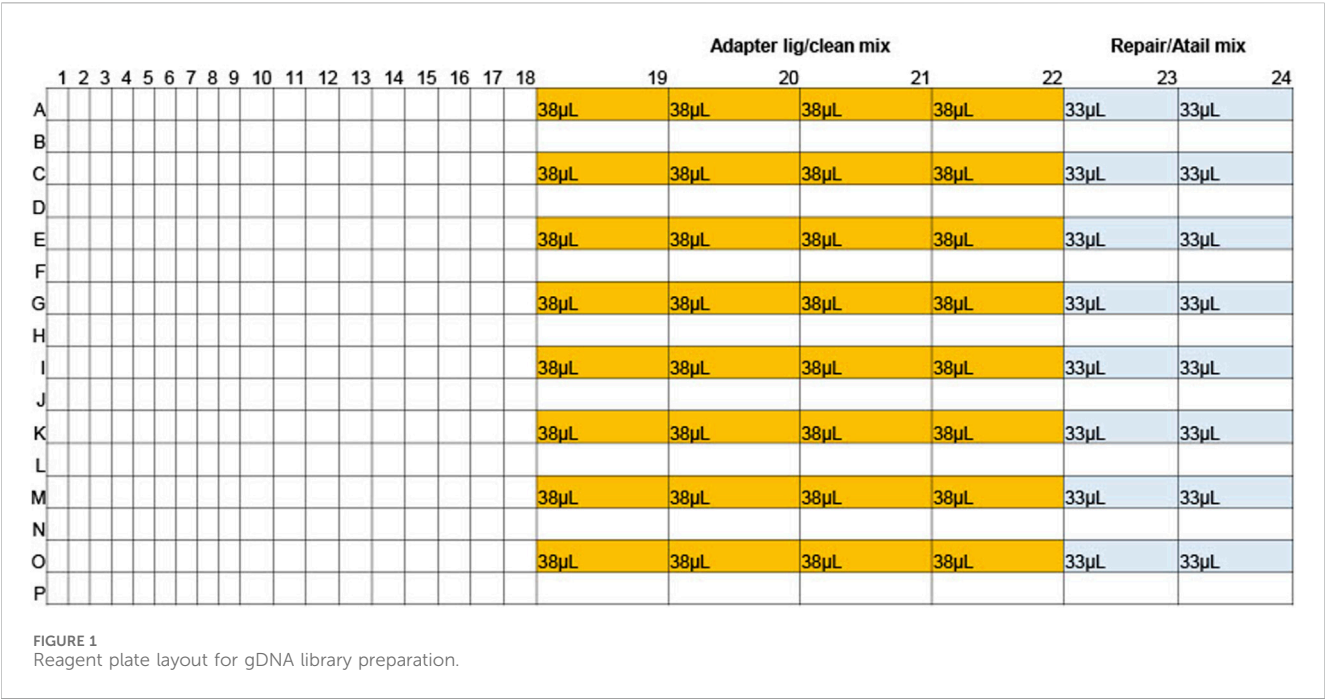 Adapter lig/clean mix Repair/Atail mix
1 2 3 4 5 6 7 8 9 10 11 12 13 14 15 16 17 18 19 20 21 22 23 24
A 38µL 38µL 38µL 38µL 33µL 33µL
B
C 38µL 38µL 38µL 38µL 33µL 33µL
D
E 38µL 38µL 38µL 38µL 33µL 33µL
F
G 38µL 38µL 38µL 38µL 33µL 33µL
H
I 38µL 38µL 38µL 38µL 33µL 33µL
J
K 38µL 38µL 38µL 38µL 33µL 33µL
L
M 38µL 38µL 38µL 38µL 33µL 33µL
N
O 38µL 38µL 38µL 38µL 33µL 33µL
P
FIGURE 1
Reagent plate layout for gDNA library preparation.